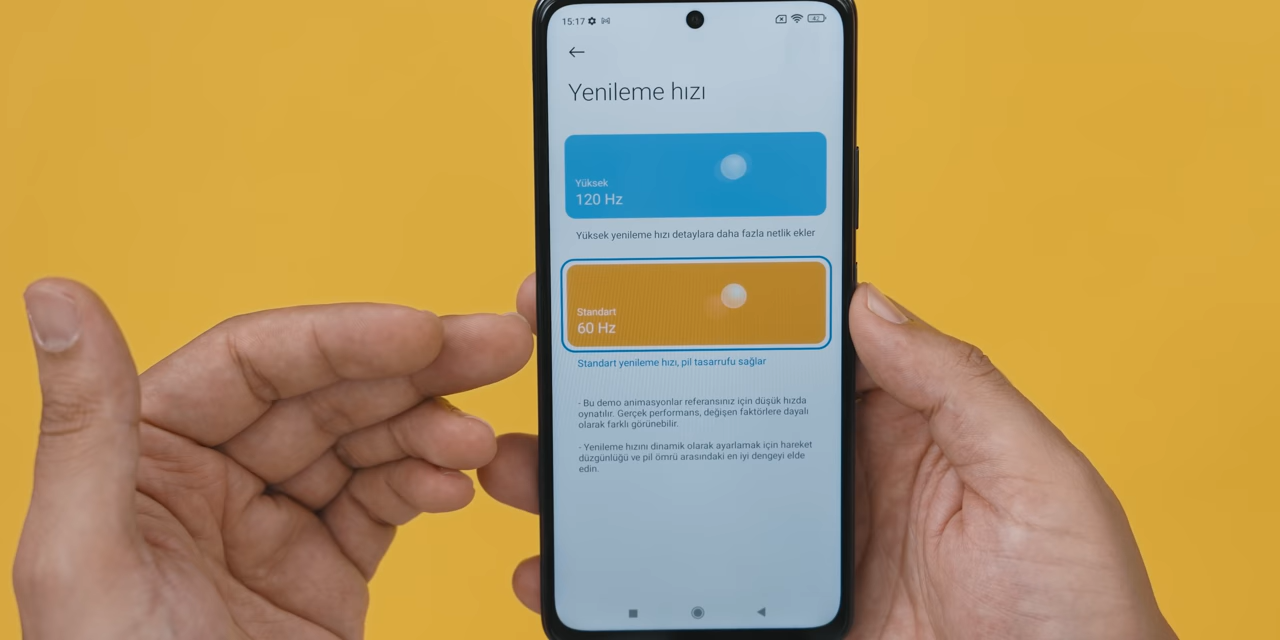 15:17
42
Yenileme hızı
Yüksek
120 Hz
Yüksek yenileme hızı detaylara daha fazla netlik ekler
Standart
60 Hz
Standart yenileme hızı, pil tasarrufu sağlar
- Bu demo animasyonlar referansınız için düşük hızda
oynatılır. Gerçek performans, değişen faktörlere dayalı
olarak farklı görünebilir.
- Yenileme hızını dinamik olarak ayarlamak için hareket
düzgünlüğü ve pil ömrü arasındaki en iyi dengeyi elde
edin.